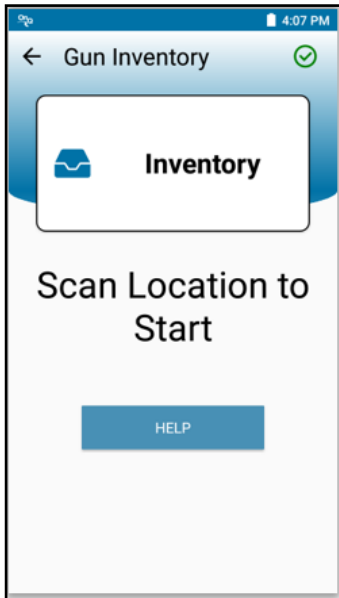 4:07 PM
Gun Inventory
Inventory
Scan Location to
Start
HELP